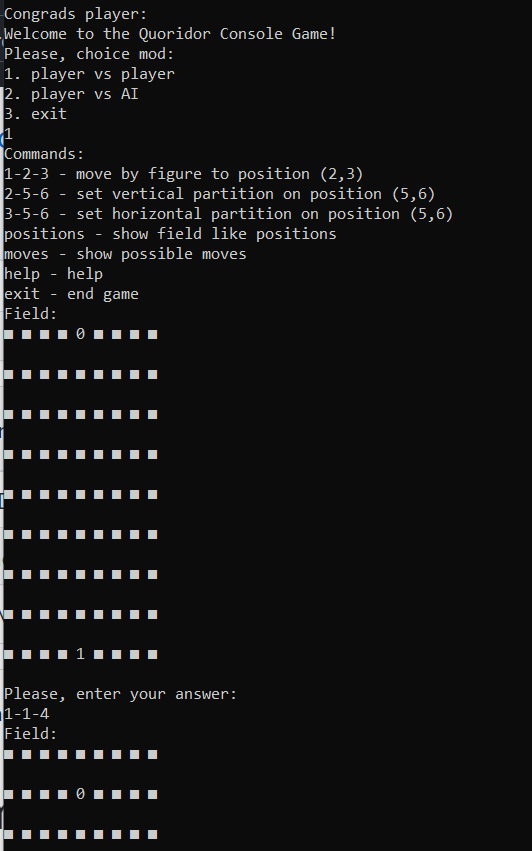 Congrads player:
Welcome to the Quoridor Console Game!
Please, choice mod:
1. player vs player
2. player vs AI
3. exit
1
Commands:
1-2-3 - move by figure to position (2,3)
2-5-6 - set vertical partition on position (5,6)
3-5-6 - set horizontal partition on position (5,6)
positions - show field like positions
moves - show possible moves
help - help
exit - end game
Field:
■ ■ ■ ■ 0 ■ ■ ■ ■
■ ■ ■ ■ ■ ■ ■ ■ ■
■ ■ ■ ■ ■ ■ ■ ■ ■
■ ■ ■ ■ ■ ■ ■ ■ ■
■ ■ ■ ■ ■ ■ ■ ■ ■
■ ■ ■ ■ ■ ■ ■ ■ ■
■ ■ ■ ■ ■ ■ ■ ■ ■
■ ■ ■ ■ ■ ■ ■ ■ ■
■ ■ ■ ■ 1 ■ ■ ■ ■
Please, enter your answer:
1-1-4
Field:
■ ■ ■ ■ ■ ■ ■ ■ ■
■ ■ ■ ■ 0 ■ ■ ■ ■
■ ■ ■ ■ ■ ■ ■ ■ ■